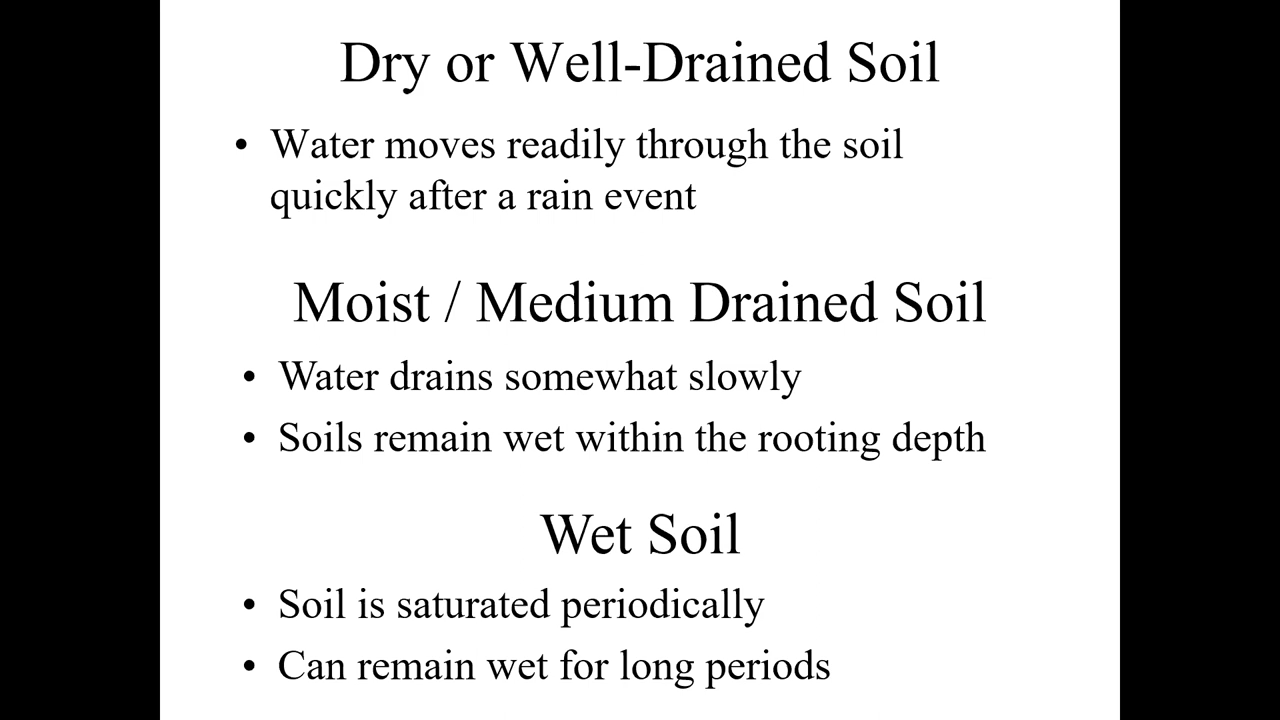 Dry or Well-Drained Soil
• Water moves readily through the soil
quickly after a rain event
Moist / Medium Drained Soil
• Water drains somewhat slowly
• Soils remain wet within the rooting depth
Wet Soil
• Soil is saturated periodically
• Can remain wet for long periods